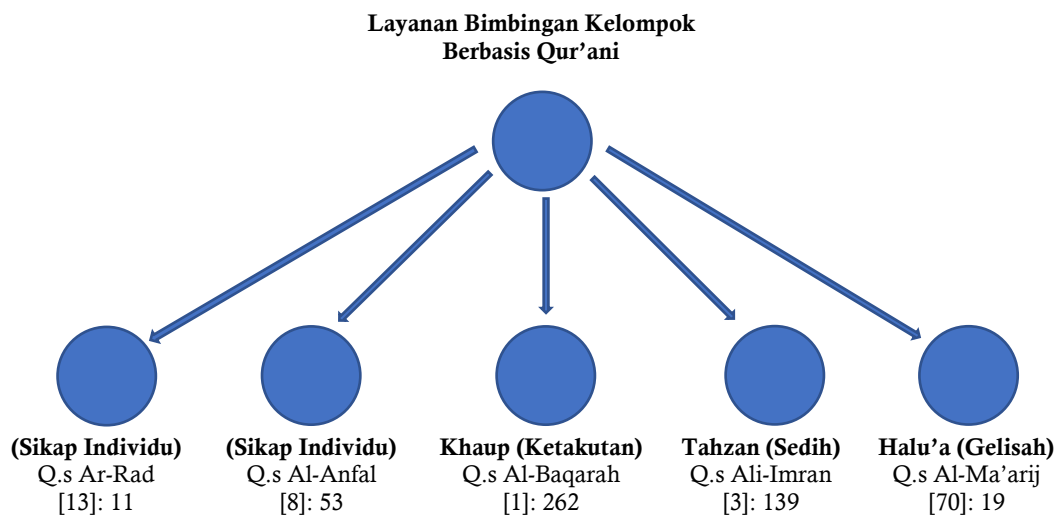 Layanan Bimbingan Kelompok
Berbasis Qur’ani
(Sikap Individu)
Q.s Ar-Rad
[13]: 11
(Sikap Individu)
Q.s Al-Anfal
[8]: 53
Khaup (Ketakutan)
Q.s Al-Baqarah
[1]: 262
Tahzan (Sedih)
Q.s Ali-Imran
[3]: 139
Halu’a (Gelisah)
Q.s Al-Ma’arij
[70]: 19